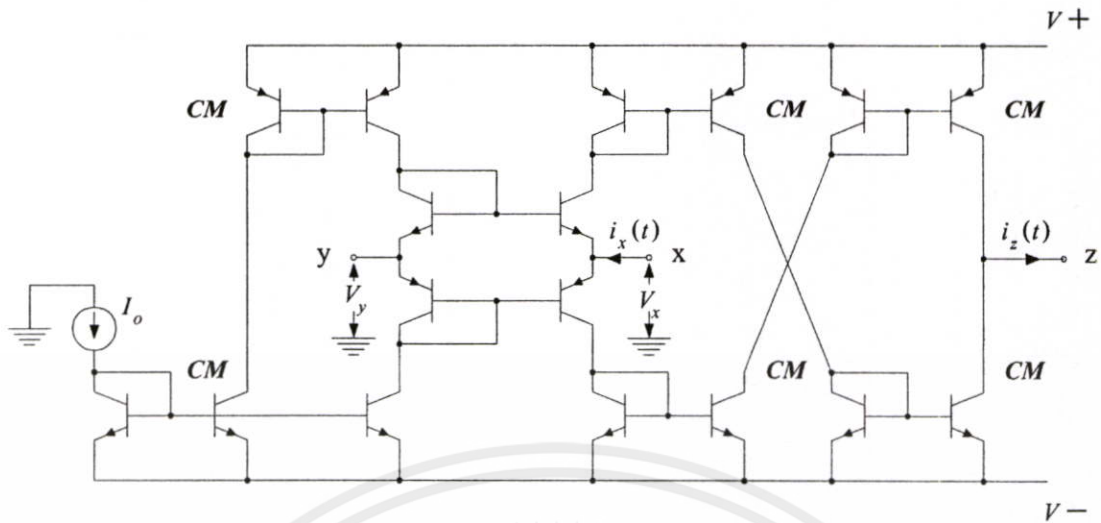 V+
CM
CM
CM
y
i_x(t)
x
i_z(t)
z
V_y
V_x
I_o
CM
CM
CM
V−